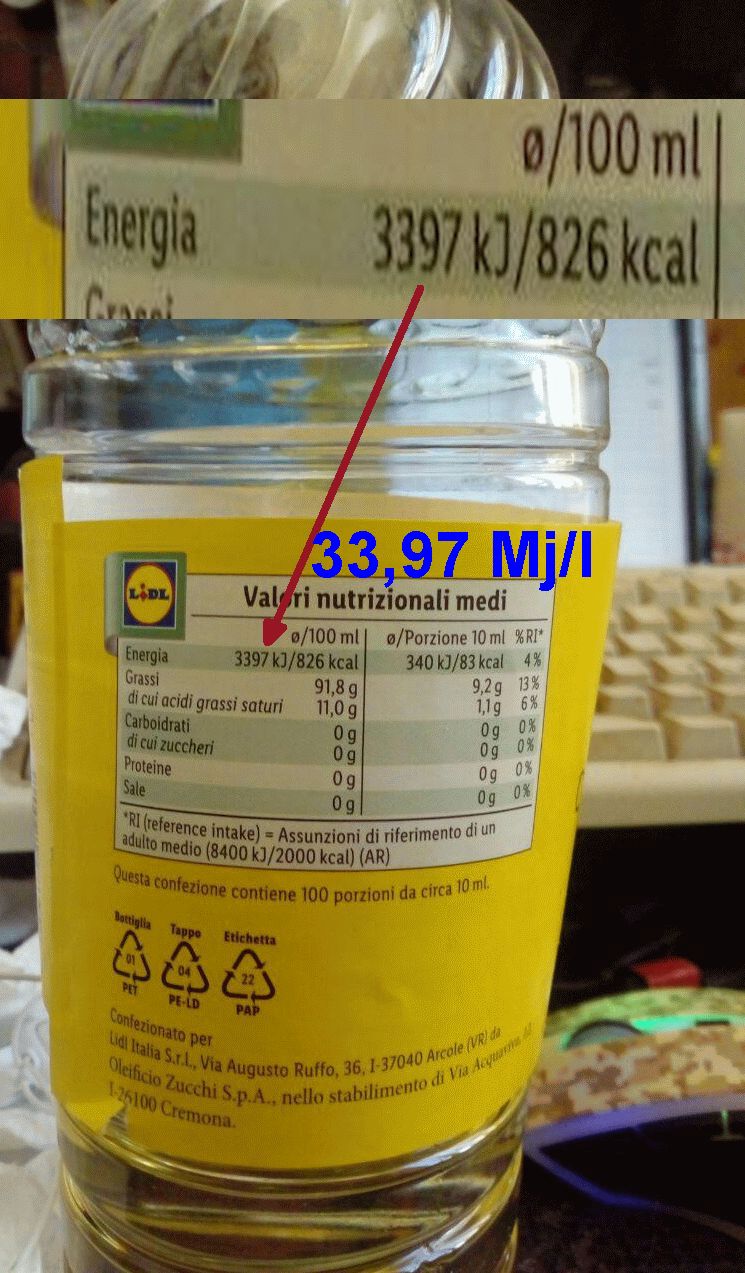 ø/100 ml
Energia 3397 kJ/826 kcal
Grassi
33,97 Mj/l
LIDL
Valori nutrizionali medi
ø/100 ml ø/Porzione 10 ml %RI*
Energia 3397 kJ/826 kcal 340 kJ/83 kcal 4%
Grassi 91,8 g 9,2 g 13%
di cui acidi grassi saturi 11,0 g 1,1 g 6%
Carboidrati 0 g 0 g 0%
di cui zuccheri 0 g 0 g 0%
Proteine 0 g 0 g 0%
Sale 0 g 0 g 0%
*RI (reference intake) = Assunzioni di riferimento di un
adulto medio (8400 kJ/2000 kcal) (AR)
Questa confezione contiene 100 porzioni da circa 10 ml.
Bottiglia Tappo Etichetta
01 04 22
PET PE-LD PAP
Confezionato per
Lidl Italia S.r.l., Via Augusto Ruffo, 36, I-37040 Arcole (VR) da
Oleificio Zucchi S.p.A., nello stabilimento di Via Acquaviva,
I-26100 Cremona.